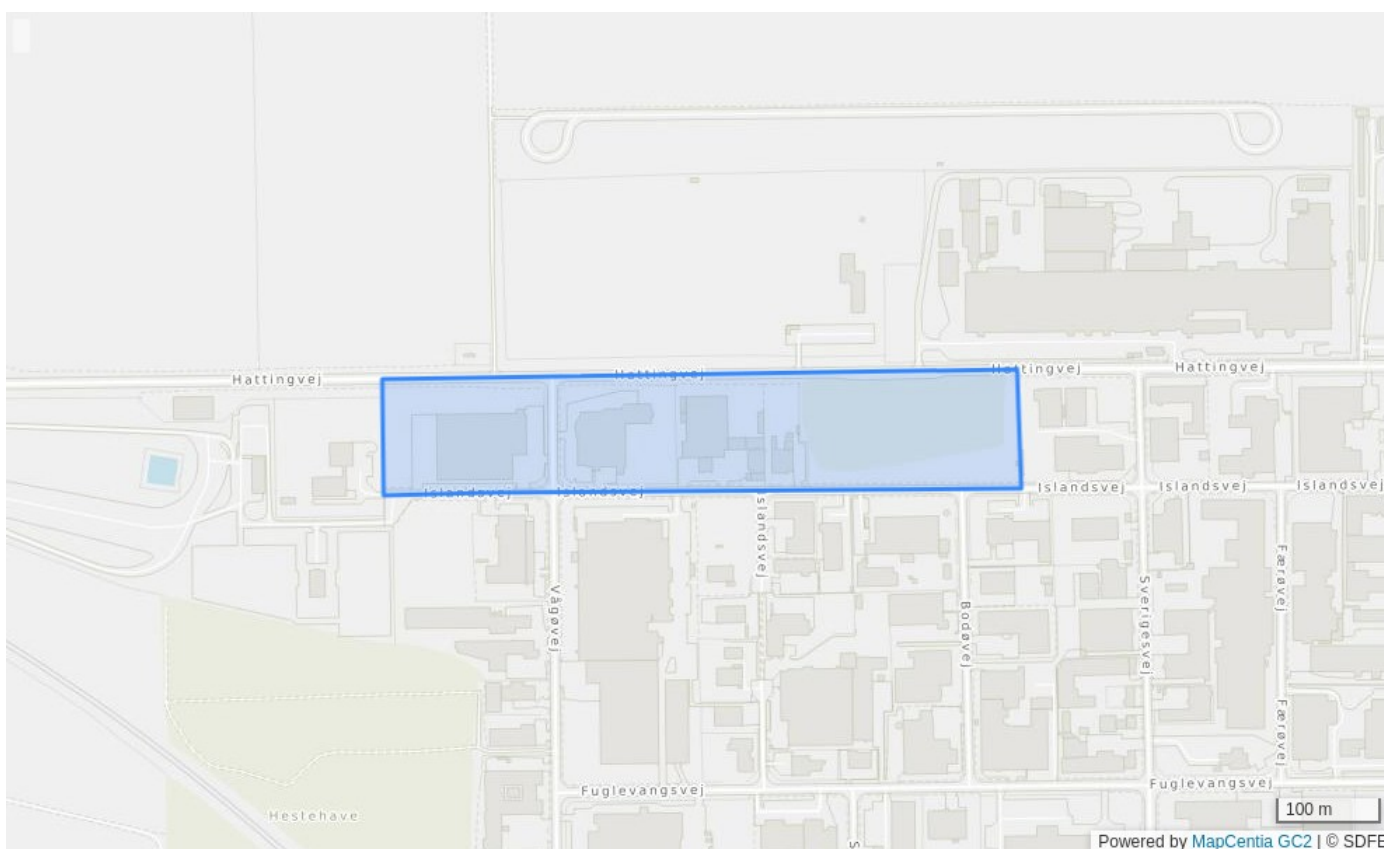 Hattingvej
Hattingvej
Hattingvej
Hattingvej
Islandsvej
Islandsvej
Islandsvej
Islandsvej
Islandsvej
Islandsvej
Vågøvej
Bodøvej
Sverigesvej
Færøvej
Færøvej
Fuglevangsvej
Fuglevangsvej
Hestehave
S
100 m
Powered by MapCentia GC2 | © SDFE